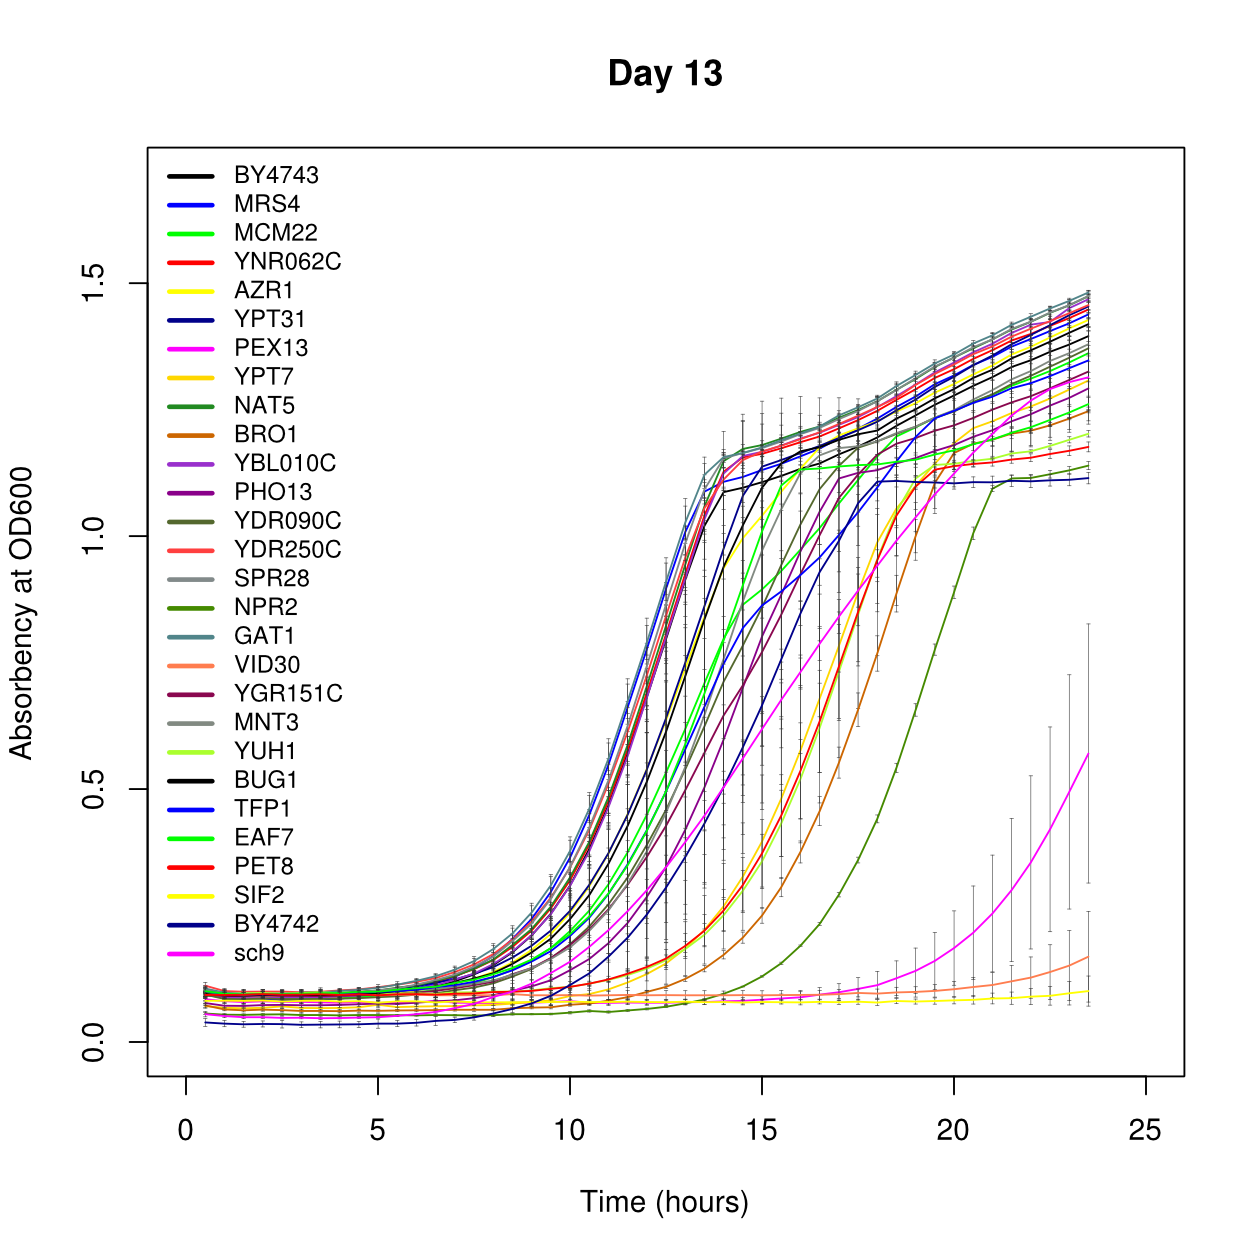 Day 13
BY4743
MRS4
MCM22
YNR062C
AZR1
YPT31
PEX13
YPT7
NAT5
BRO1
YBL010C
PHO13
YDR090C
YDR250C
SPR28
NPR2
GAT1
VID30
YGR151C
MNT3
YUH1
BUG1
TFP1
EAF7
PET8
SIF2
BY4742
sch9
Absorbency at OD600
1.5
1.0
0.5
0.0
0 5 10 15 20 25
Time (hours)